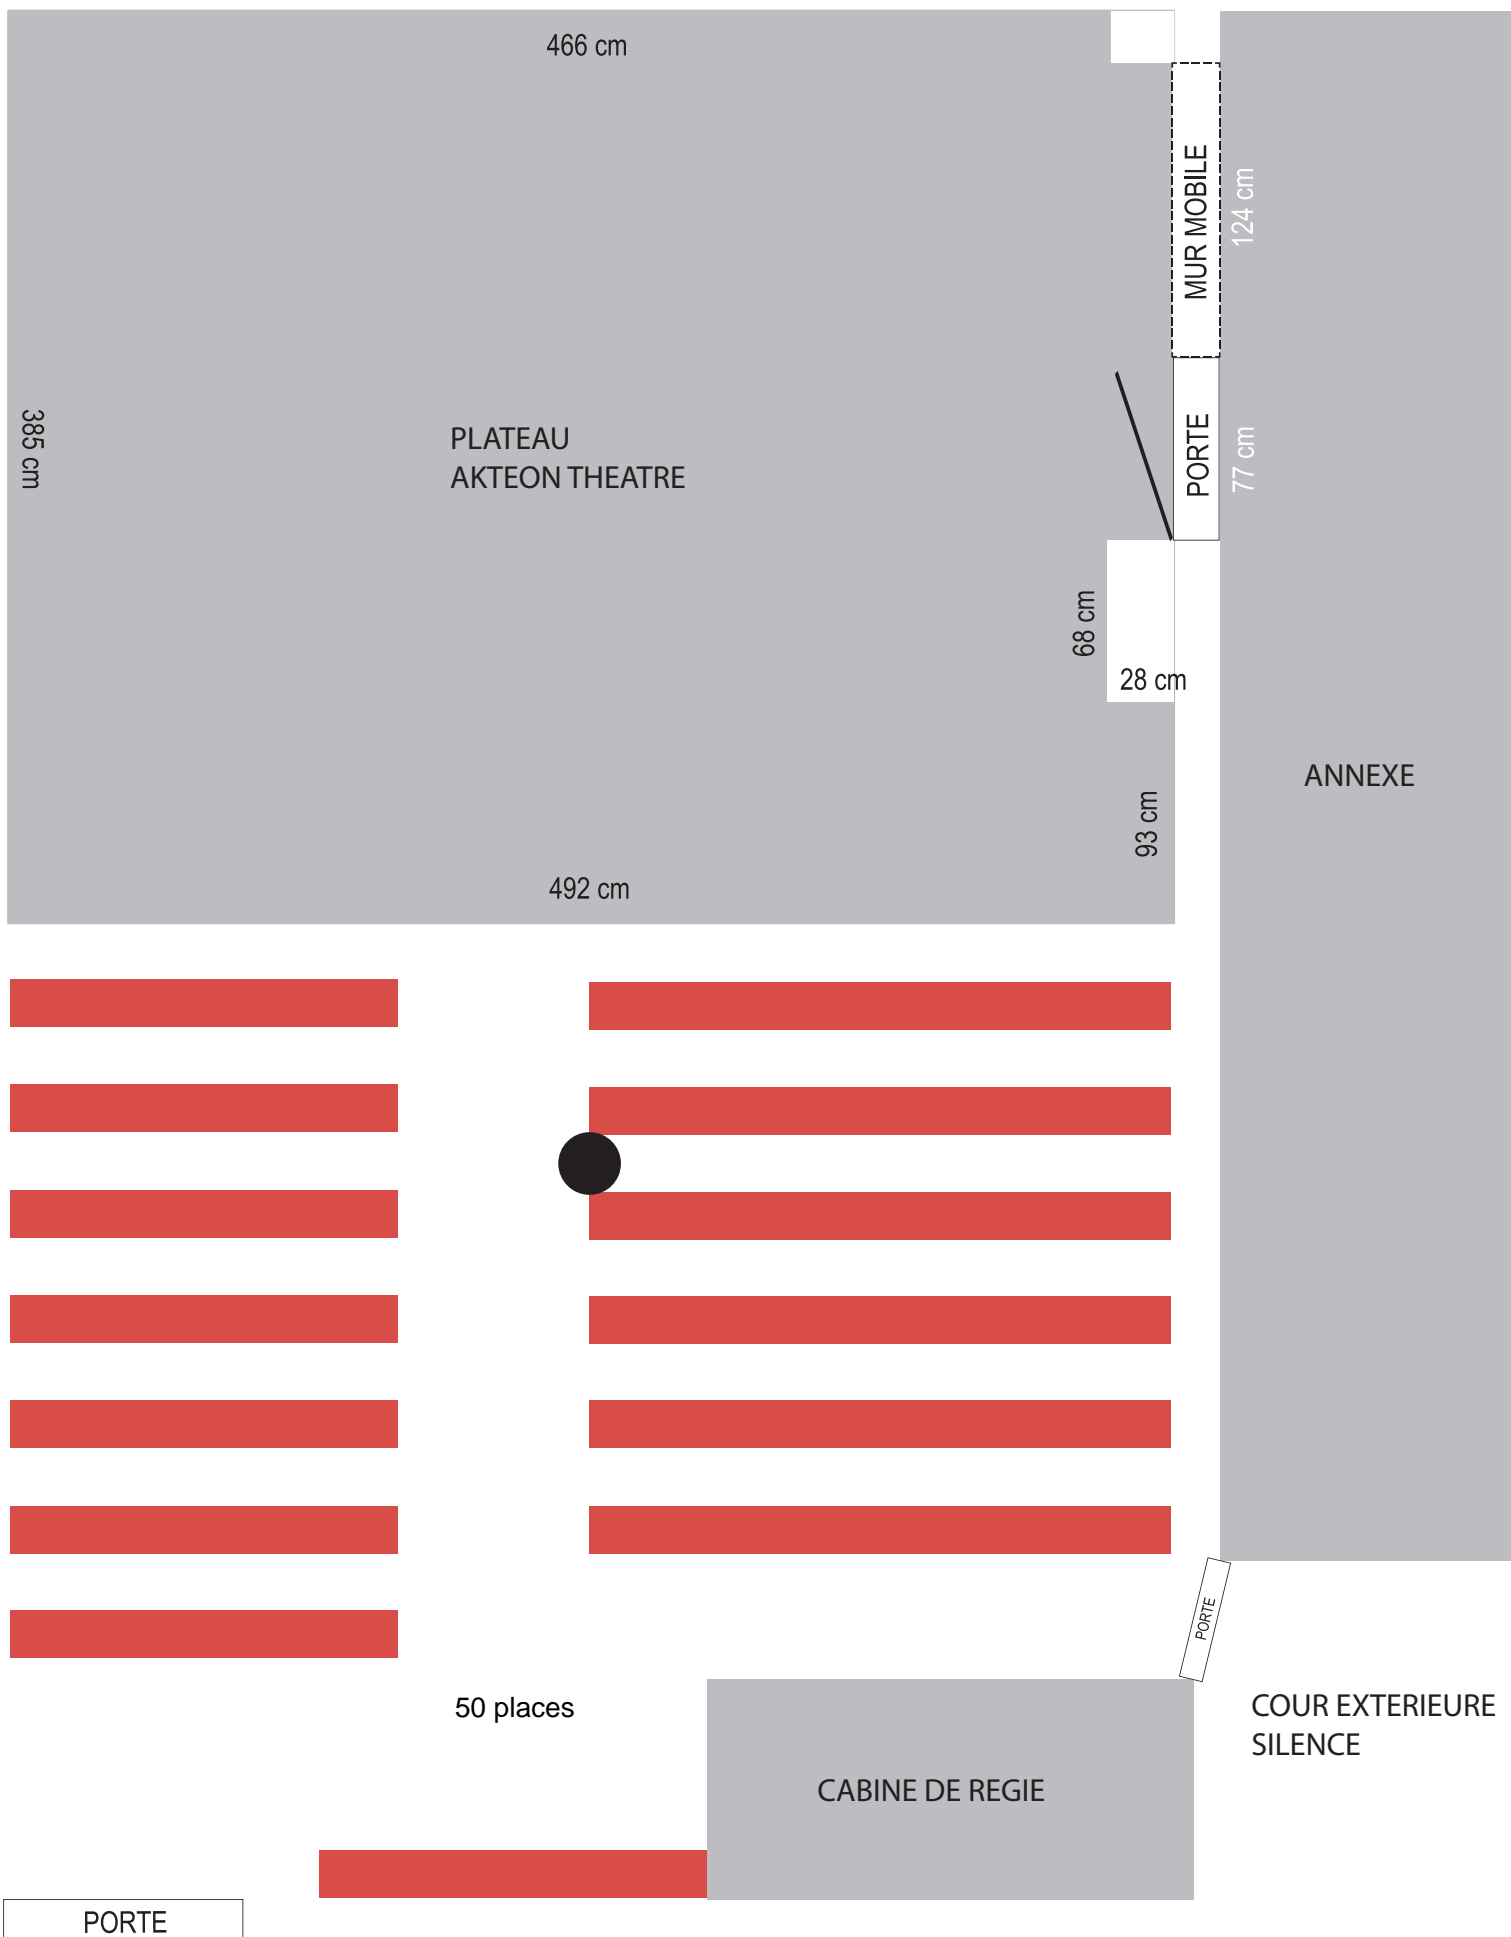 466 cm
MUR MOBILE
124 cm
385 cm
PLATEAU
AKTEON THEATRE
PORTE
77 cm
68 cm
28 cm
ANNEXE
93 cm
492 cm
PORTE
50 places
COUR EXTERIEURE
SILENCE
CABINE DE REGIE
PORTE